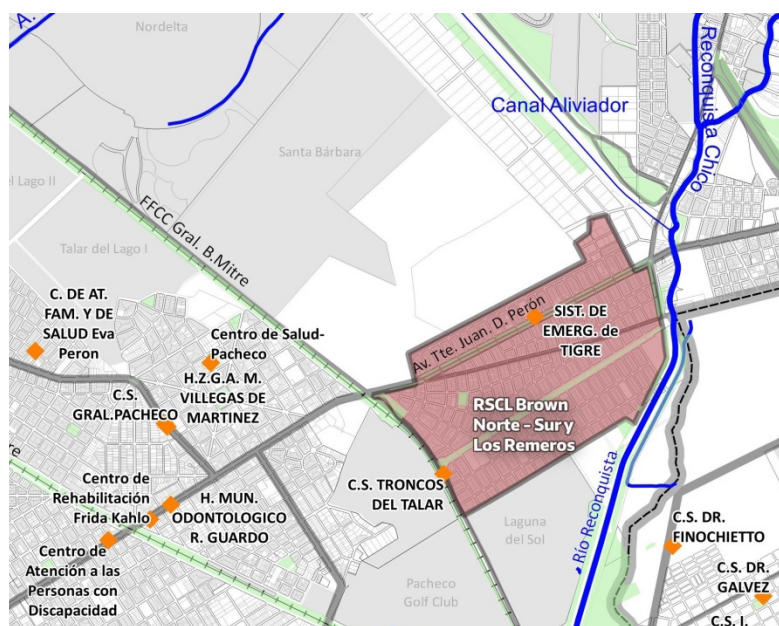 A.
Nordelta
Reconquista Chico
Canal Aliviador
Santa Bárbara
del Lago II
FFCC Gral. B.Mitre
Talar del Lago I
C. DE AT.
FAM. Y DE
SALUD Eva
Peron
Centro de Salud-
Pacheco
H.Z.G.A. M.
VILLEGAS DE
MARTINEZ
C.S.
GRAL.PACHECO
Av. Tte. Juan. D. Perón
SIST. DE
EMERG. de
TIGRE
RSCL Brown
Norte - Sur y
Los Remeros
C.S. TRONCOS
DEL TALAR
Centro de
Rehabilitación
Frida Kahlo
H. MUN.
ODONTOLOGICO
R. GUARDO
Centro de
Atención a las
Personas con
Discapacidad
Laguna
del Sol
Pacheco
Golf Club
Río Reconquista
C.S. DR.
FINOCHIETTO
C.S. DR.
GALVEZ
C.S. I.